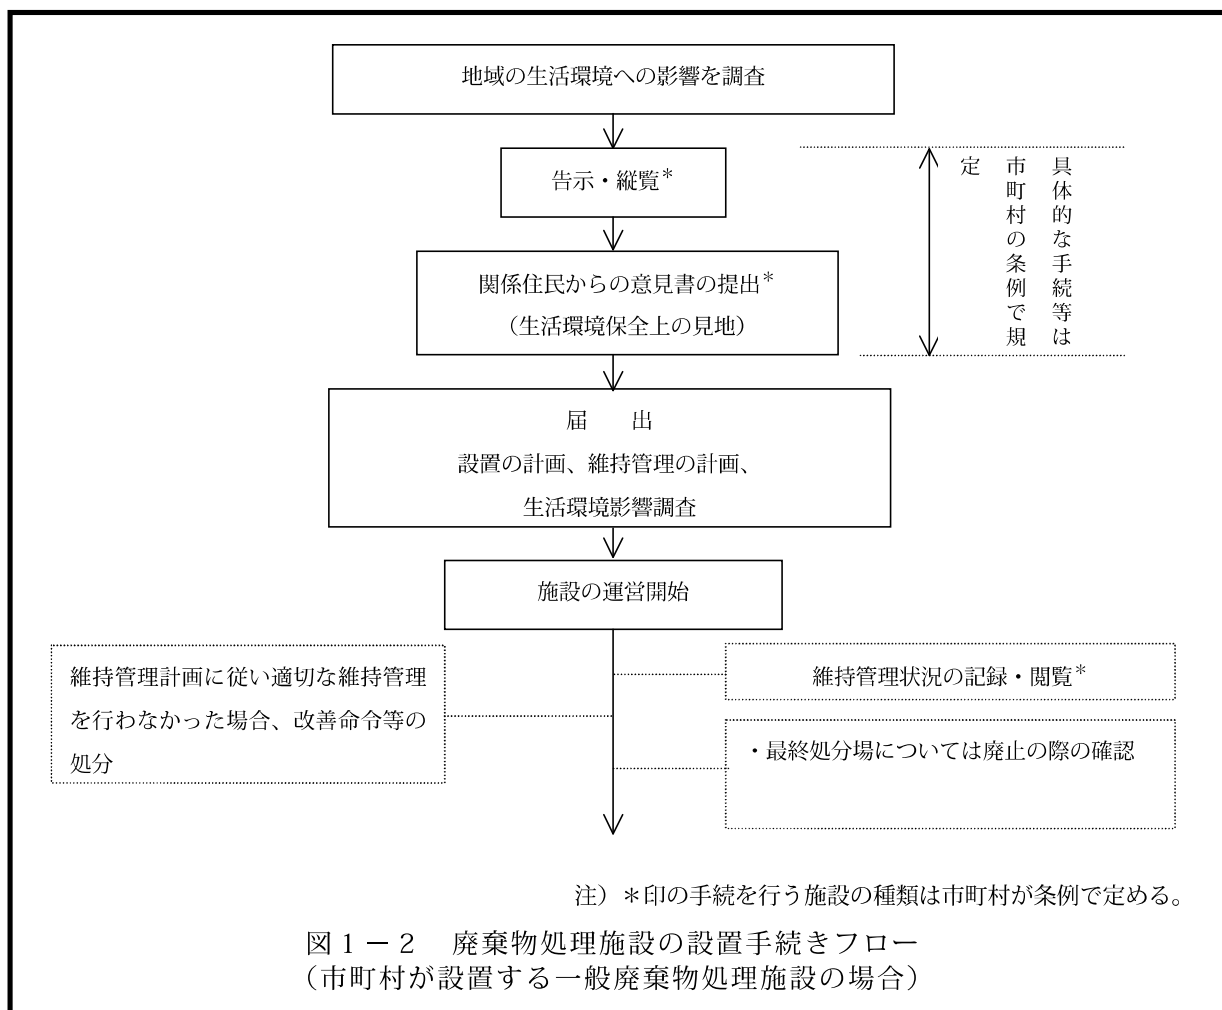 地域の生活環境への影響を調査
告示・縦覧*
具体的な手続等は
市町村の条例で規
定
関係住民からの意見書の提出*
（生活環境保全上の見地）
届　出
設置の計画、維持管理の計画、
生活環境影響調査
施設の運営開始
維持管理計画に従い適切な維持管理
を行わなかった場合、改善命令等の
処分
維持管理状況の記録・閲覧*
・最終処分場については廃止の際の確認
注）＊印の手続を行う施設の種類は市町村が条例で定める。
図１－２　廃棄物処理施設の設置手続きフロー
（市町村が設置する一般廃棄物処理施設の場合）